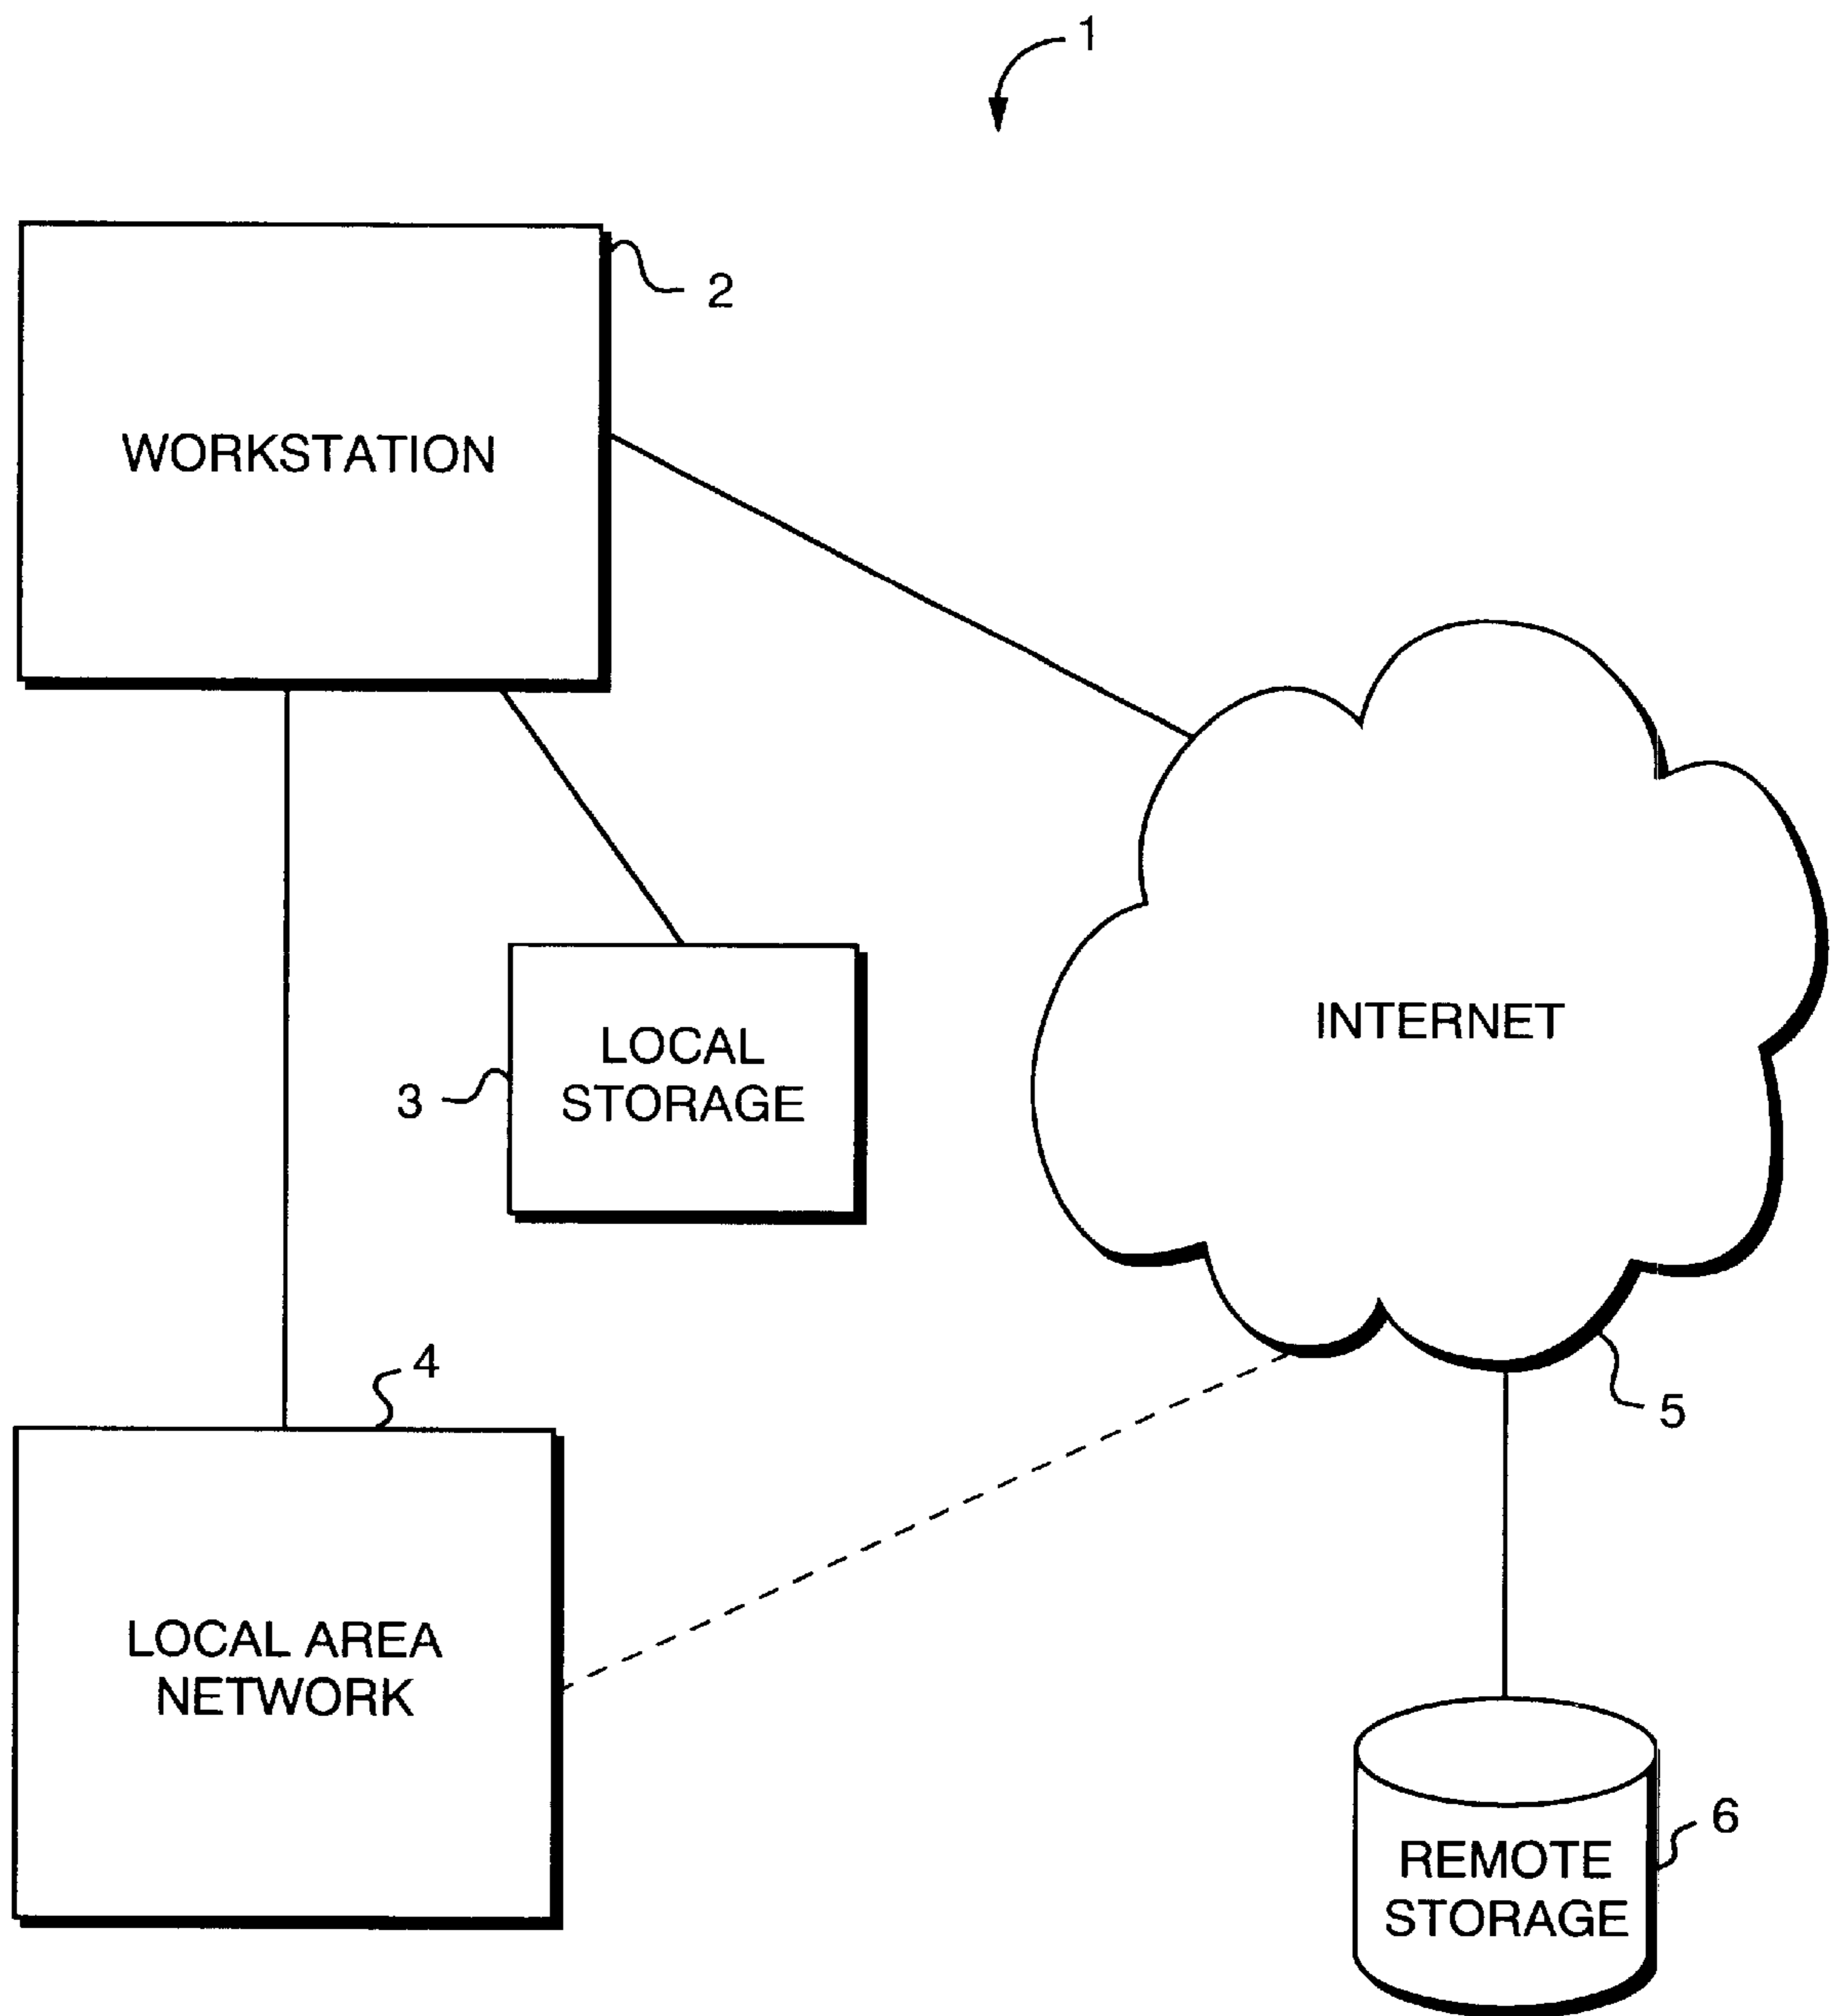 1
2
WORKSTATION
INTERNET
LOCAL
STORAGE
3
4
5
LOCAL AREA
NETWORK
6
REMOTE
STORAGE